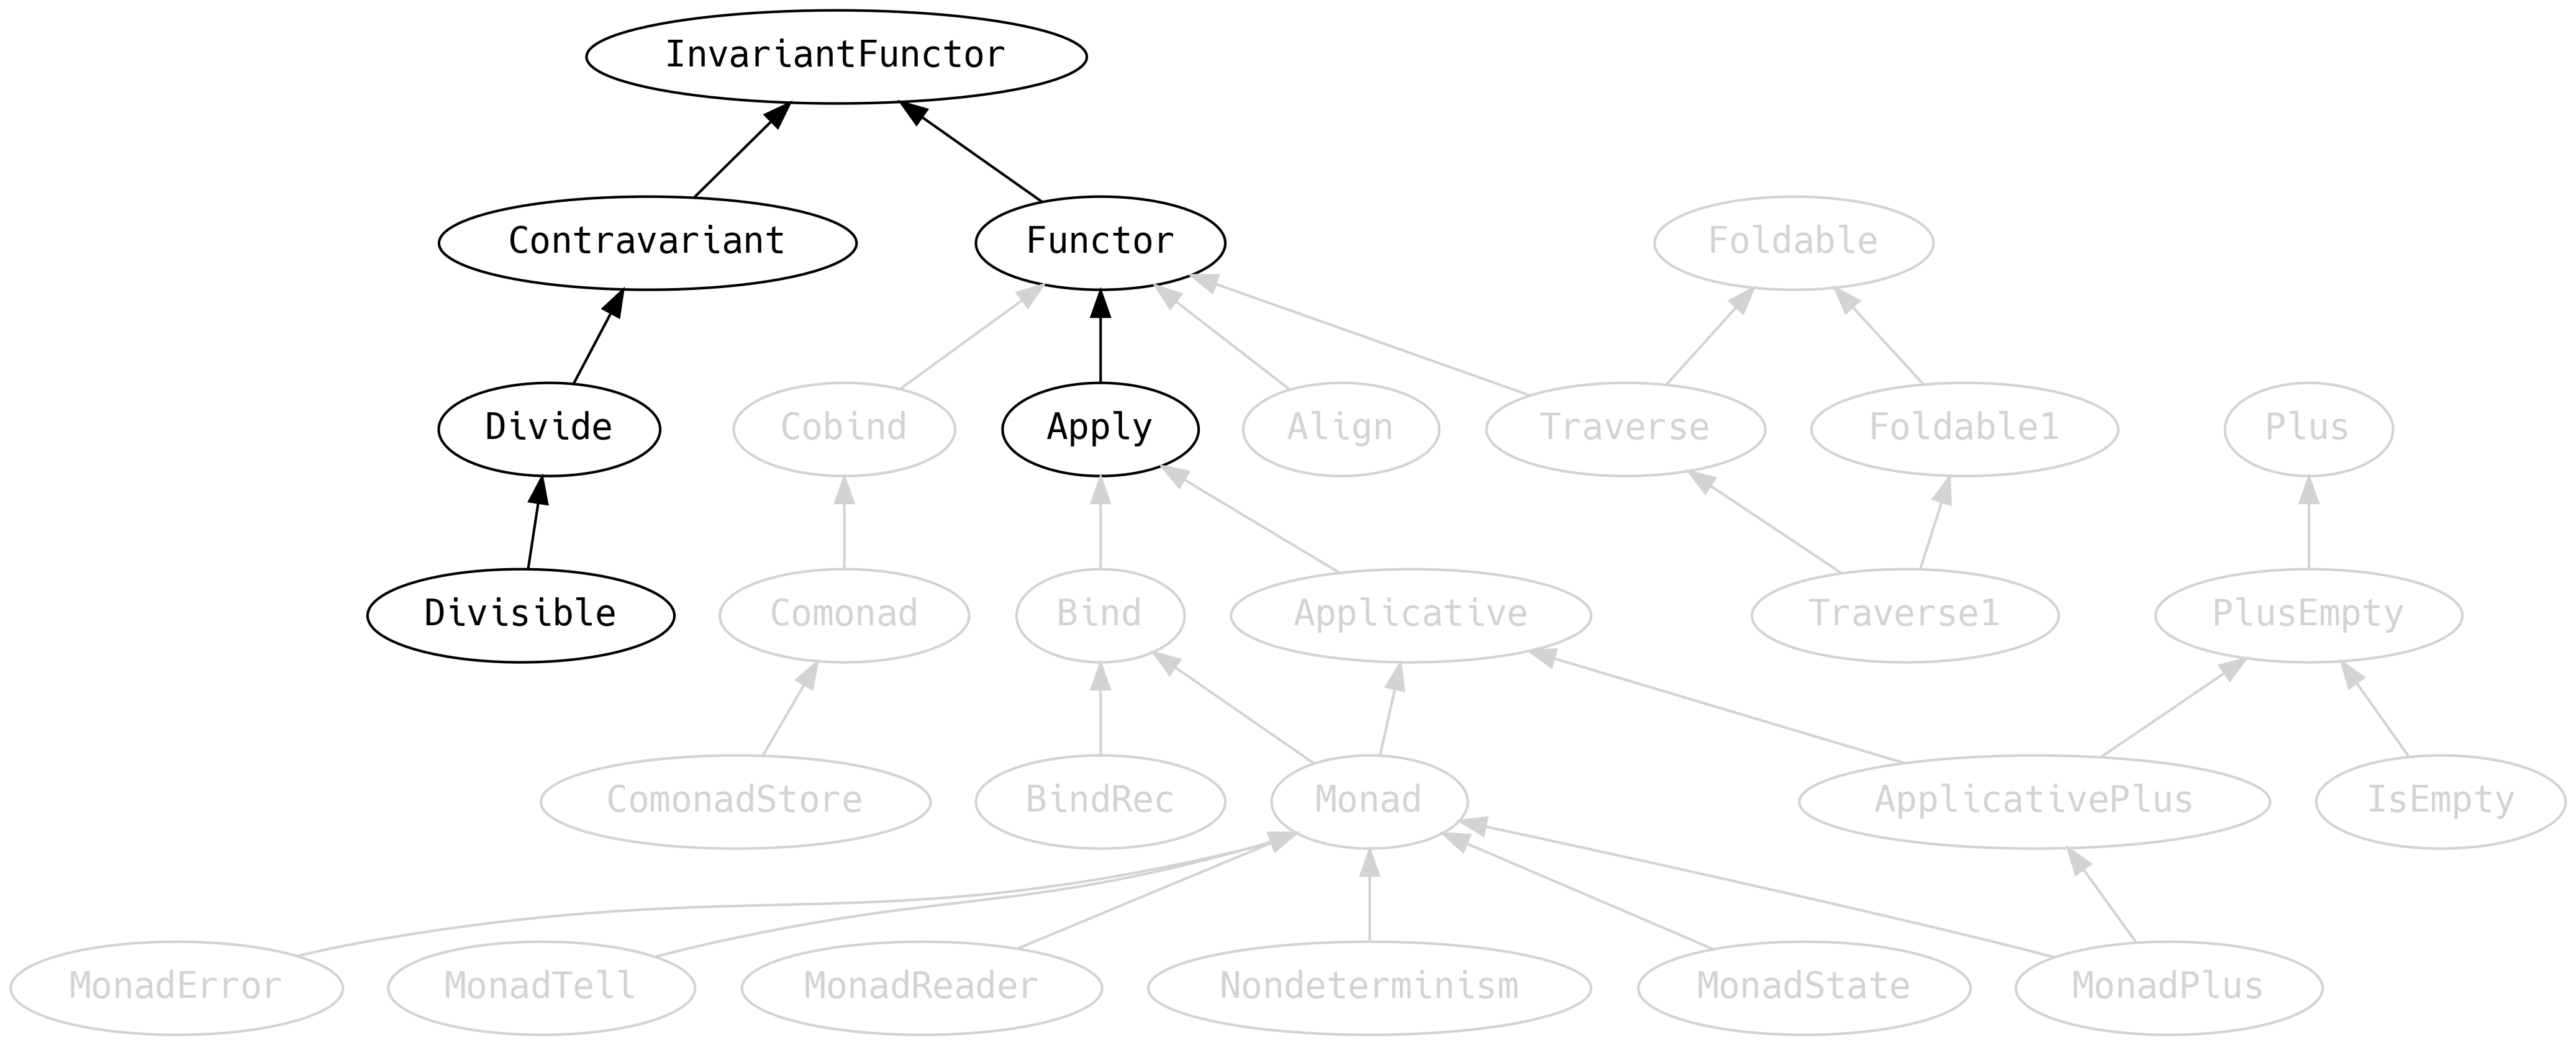 InvariantFunctor
Contravariant
Functor
Foldable
Divide
Cobind
Apply
Align
Traverse
Foldable1
Plus
Divisible
Comonad
Bind
Applicative
Traverse1
PlusEmpty
ComonadStore
BindRec
Monad
ApplicativePlus
IsEmpty
MonadError
MonadTell
MonadReader
Nondeterminism
MonadState
MonadPlus